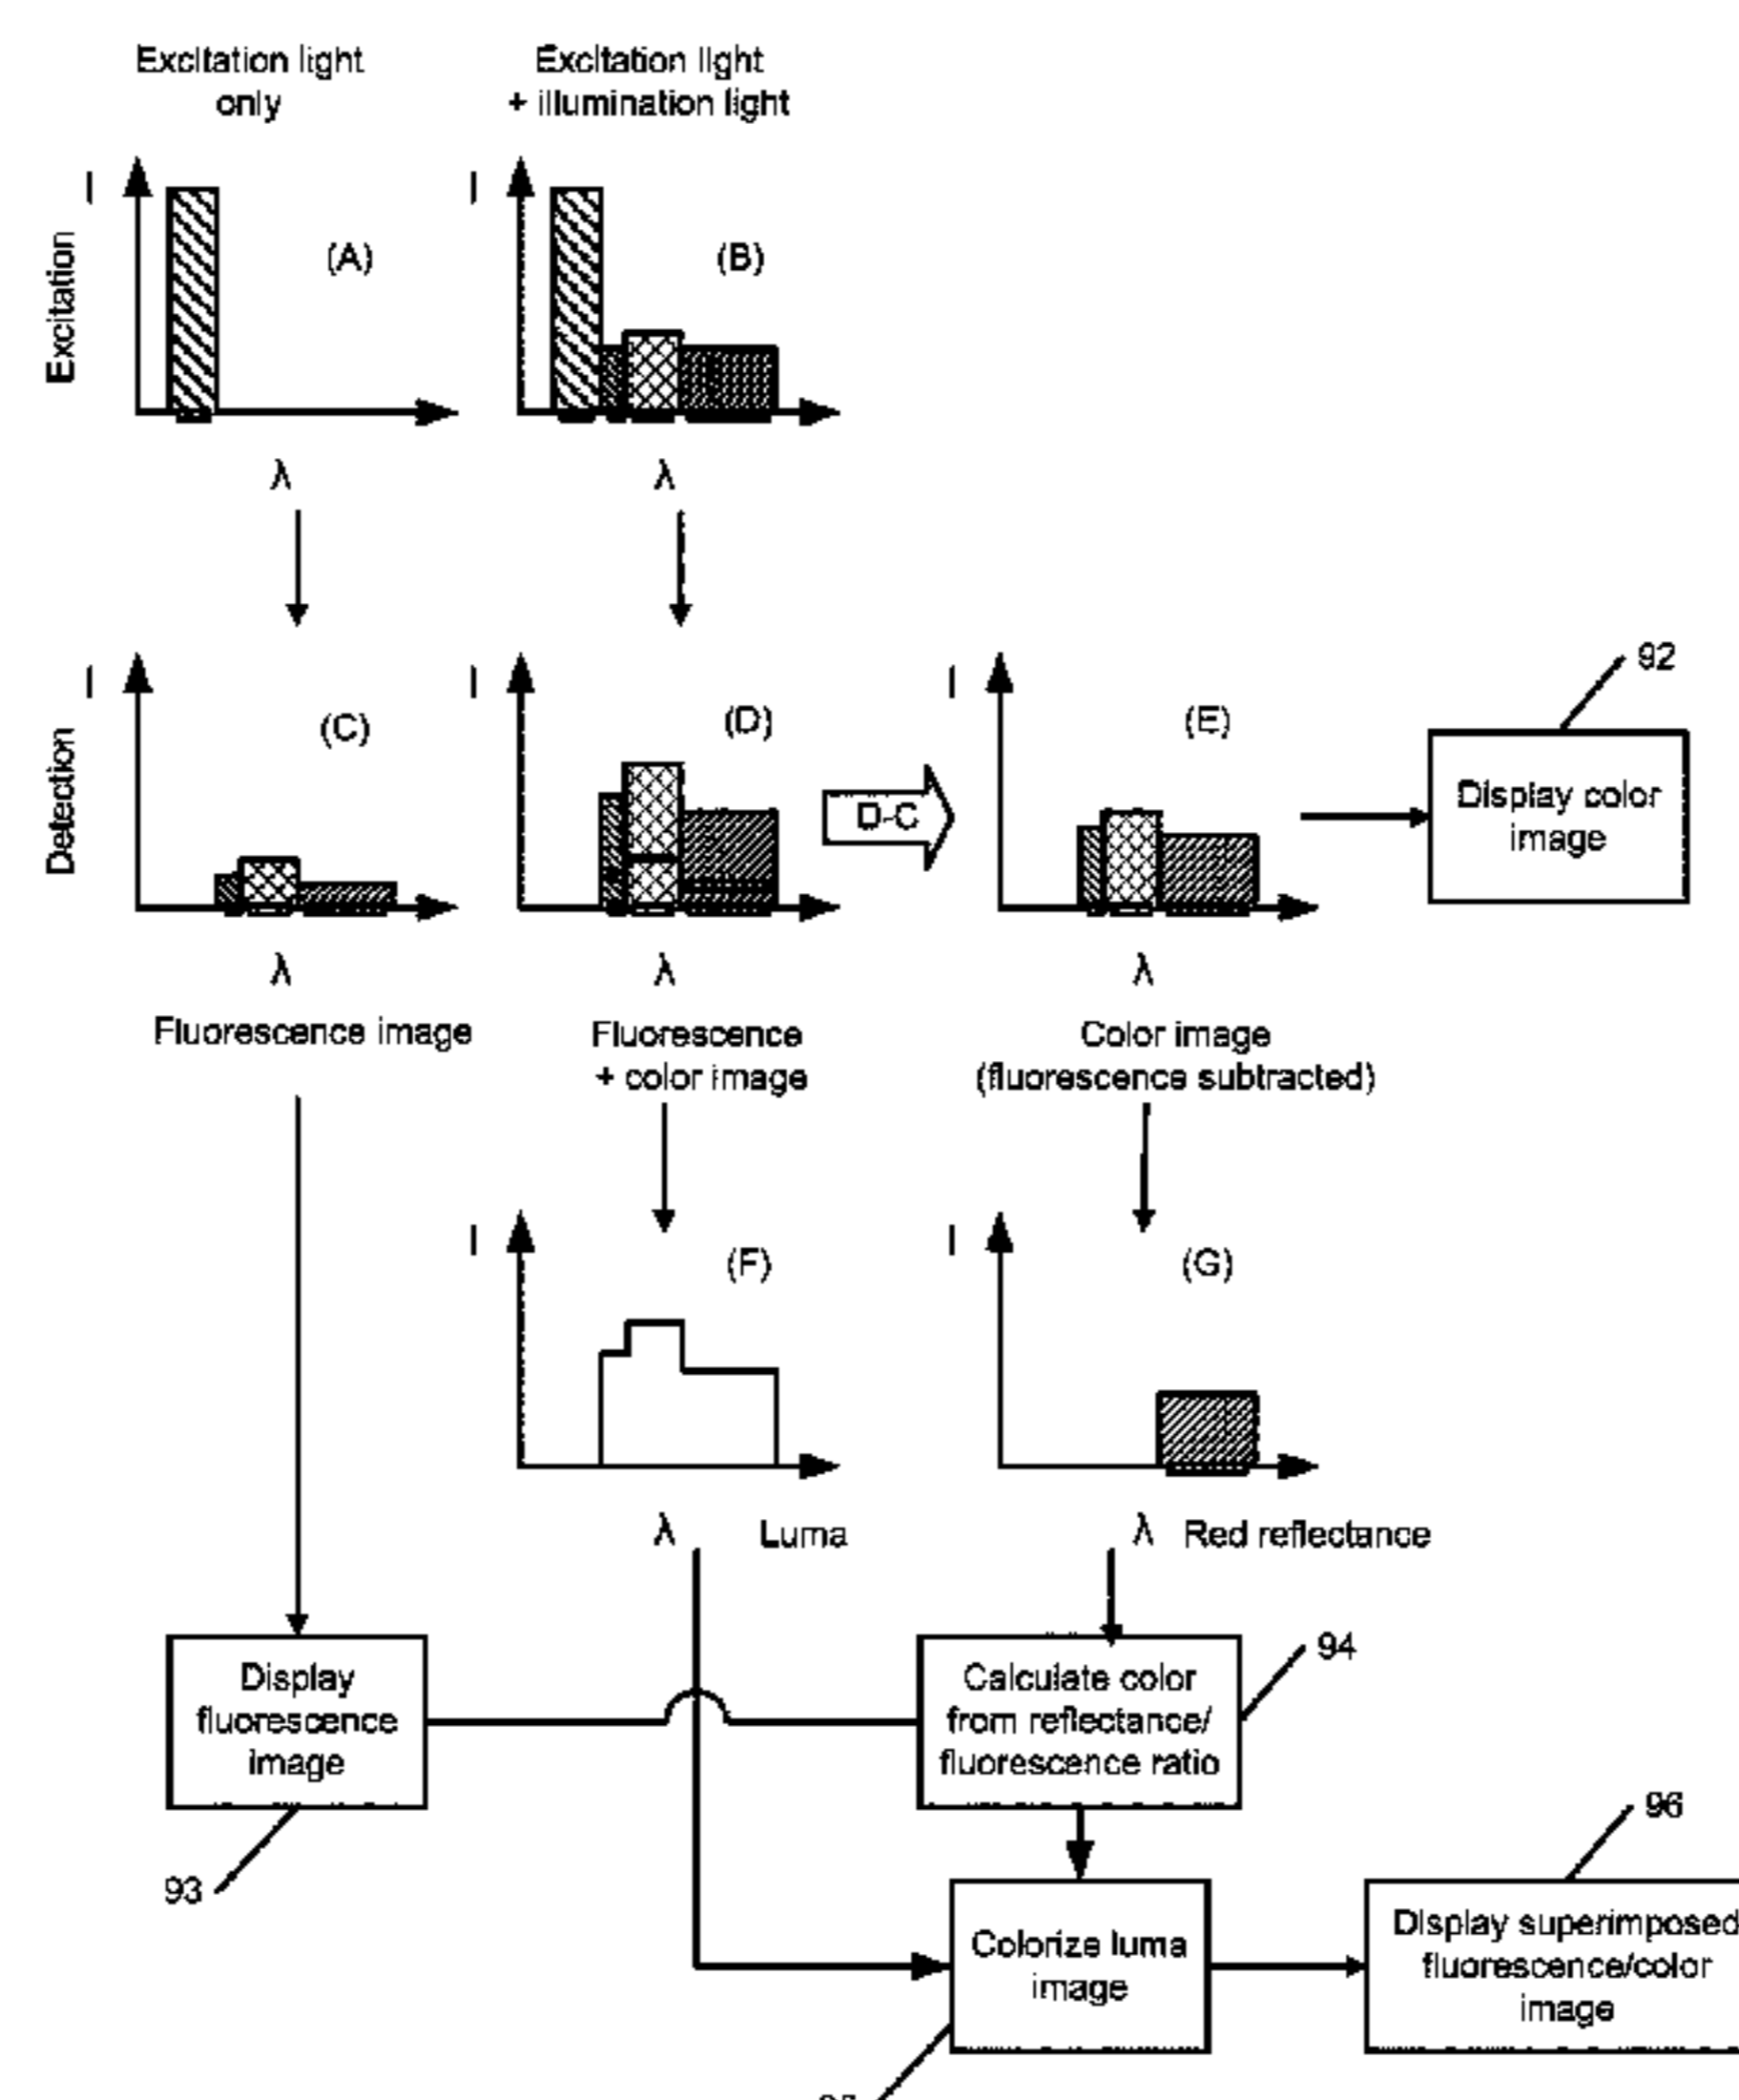 Excitation light
only
Excitation light
+ illumination light
I
I
Excitation
(A)
(B)
λ
λ
I
I
I
Detection
(C)
(D)
D-C
(E)
92
Display color
image
λ
λ
λ
Fluorescence image
Fluorescence
+ color image
Color image
(fluorescence subtracted)
I
I
(F)
(G)
λ
Luma
λ
Red reflectance
Display
fluorescence
image
93
Calculate color
from reflectance/
fluorescence ratio
94
Colorize luma
image
96
Display superimposed
fluorescence/color
image